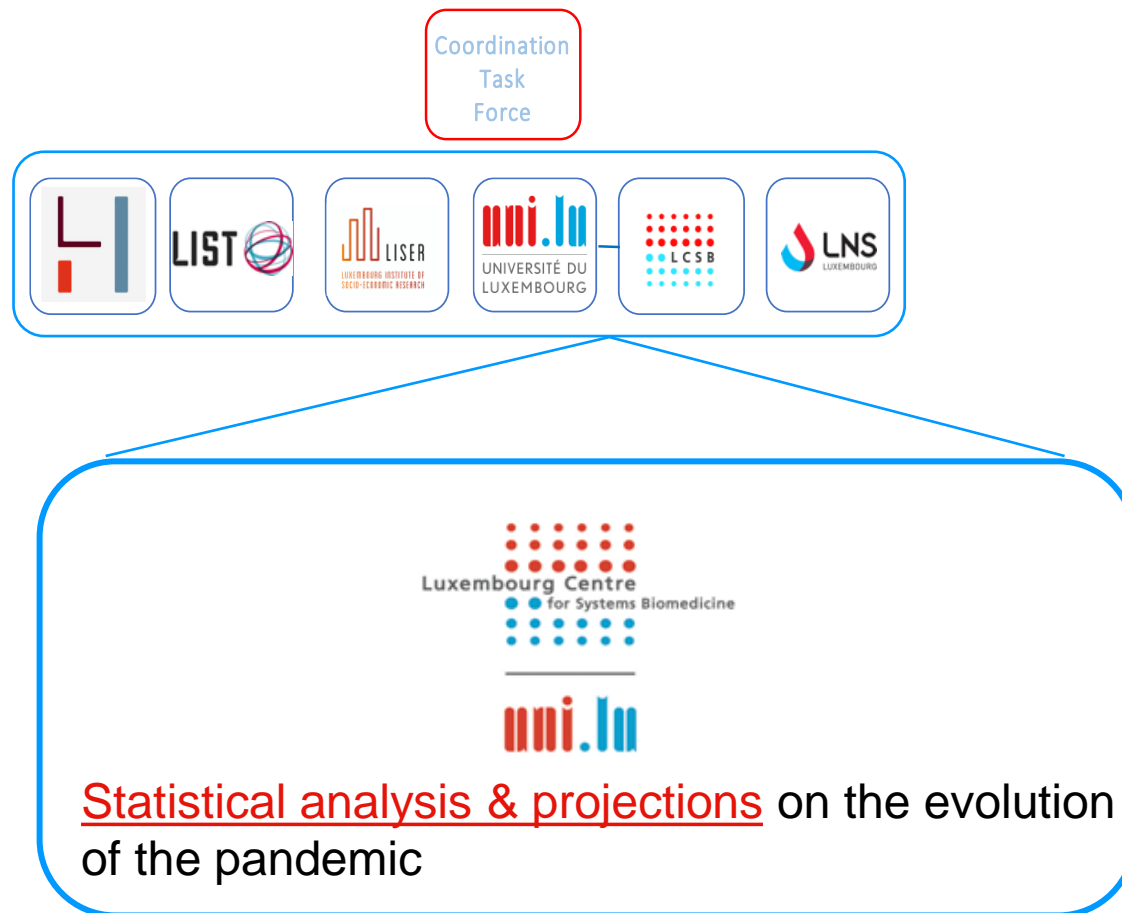 Coordination
Task
Force
LIST
LISER
LUXEMBOURG INSTITUTE OF
SOCIO-ECONOMIC RESEARCH
uni.lu
UNIVERSITÉ DU
LUXEMBOURG
LCSB
LNS
LUXEMBOURG
Luxembourg Centre
for Systems Biomedicine
uni.lu
Statistical analysis & projections on the evolution
of the pandemic